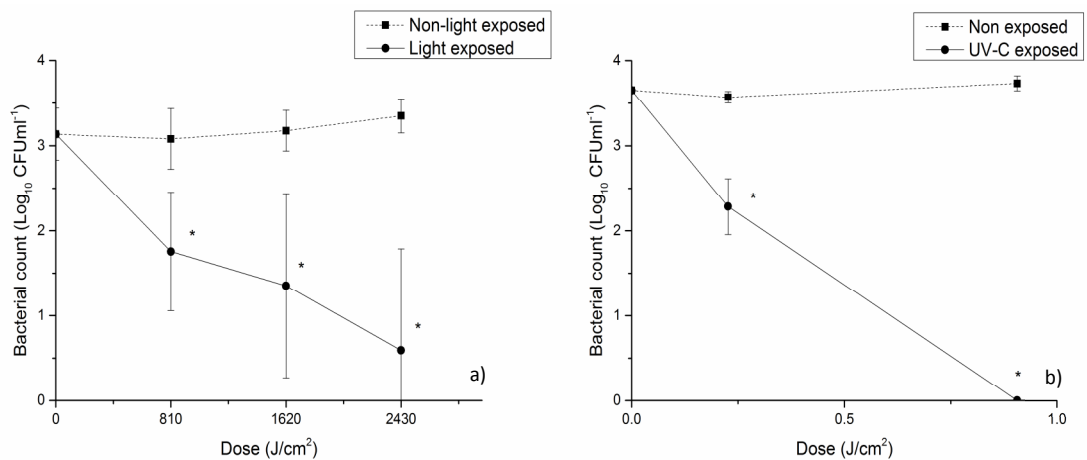 Non-light exposed
Light exposed
4
3
2
1
0
Bacterial count (Log₁₀ CFUml⁻¹)
*
*
*
a)
0
810
1620
2430
Dose (J/cm²)
Non exposed
UV-C exposed
4
3
2
1
0
Bacterial count (Log₁₀ CFUml⁻¹)
*
*
b)
0.0
0.5
1.0
Dose (J/cm²)